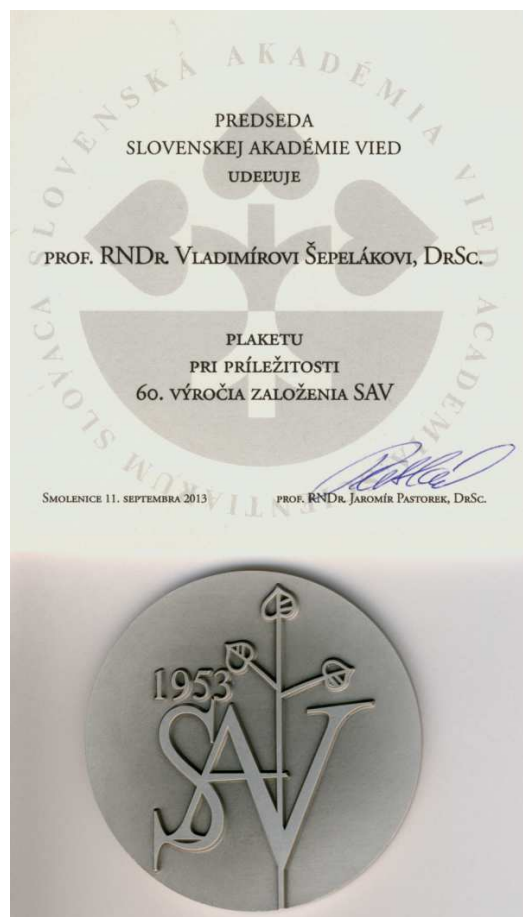 SLOVENSKÁ AKADÉMIA VIED ACADEMIA SCIENTIARUM SLOVACA
PREDSEDA
SLOVENSKEJ AKADÉMIE VIED
UDEĽUJE
PROF. RNDR. VLADIMÍROVI ŠEPELÁKOVI, DRSC.
PLAKETU
PRI PRÍLEŽITOSTI
60. VÝROČIA ZALOŽENIA SAV
SMOLENICE 11. SEPTEMBRA 2013
PROF. RNDR. JAROMÍR PASTOREK, DRSC.
1953
SAV